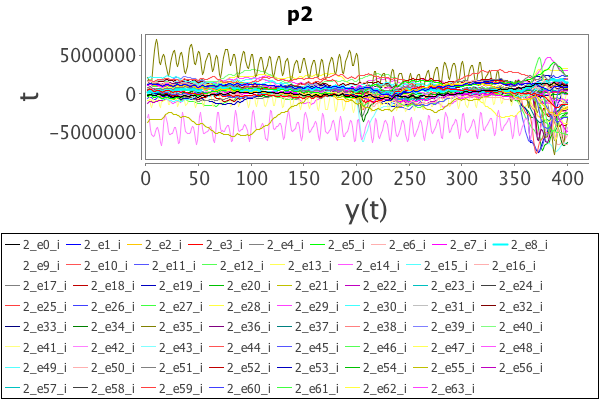 p2
5000000
0
−5000000
t
0 50 100 150 200 250 300 350 400
y(t)
2_e0_i 2_e1_i 2_e2_i 2_e3_i 2_e4_i 2_e5_i 2_e6_i 2_e7_i 2_e8_i
2_e9_i 2_e10_i 2_e11_i 2_e12_i 2_e13_i 2_e14_i 2_e15_i 2_e16_i
2_e17_i 2_e18_i 2_e19_i 2_e20_i 2_e21_i 2_e22_i 2_e23_i 2_e24_i
2_e25_i 2_e26_i 2_e27_i 2_e28_i 2_e29_i 2_e30_i 2_e31_i 2_e32_i
2_e33_i 2_e34_i 2_e35_i 2_e36_i 2_e37_i 2_e38_i 2_e39_i 2_e40_i
2_e41_i 2_e42_i 2_e43_i 2_e44_i 2_e45_i 2_e46_i 2_e47_i 2_e48_i
2_e49_i 2_e50_i 2_e51_i 2_e52_i 2_e53_i 2_e54_i 2_e55_i 2_e56_i
2_e57_i 2_e58_i 2_e59_i 2_e60_i 2_e61_i 2_e62_i 2_e63_i